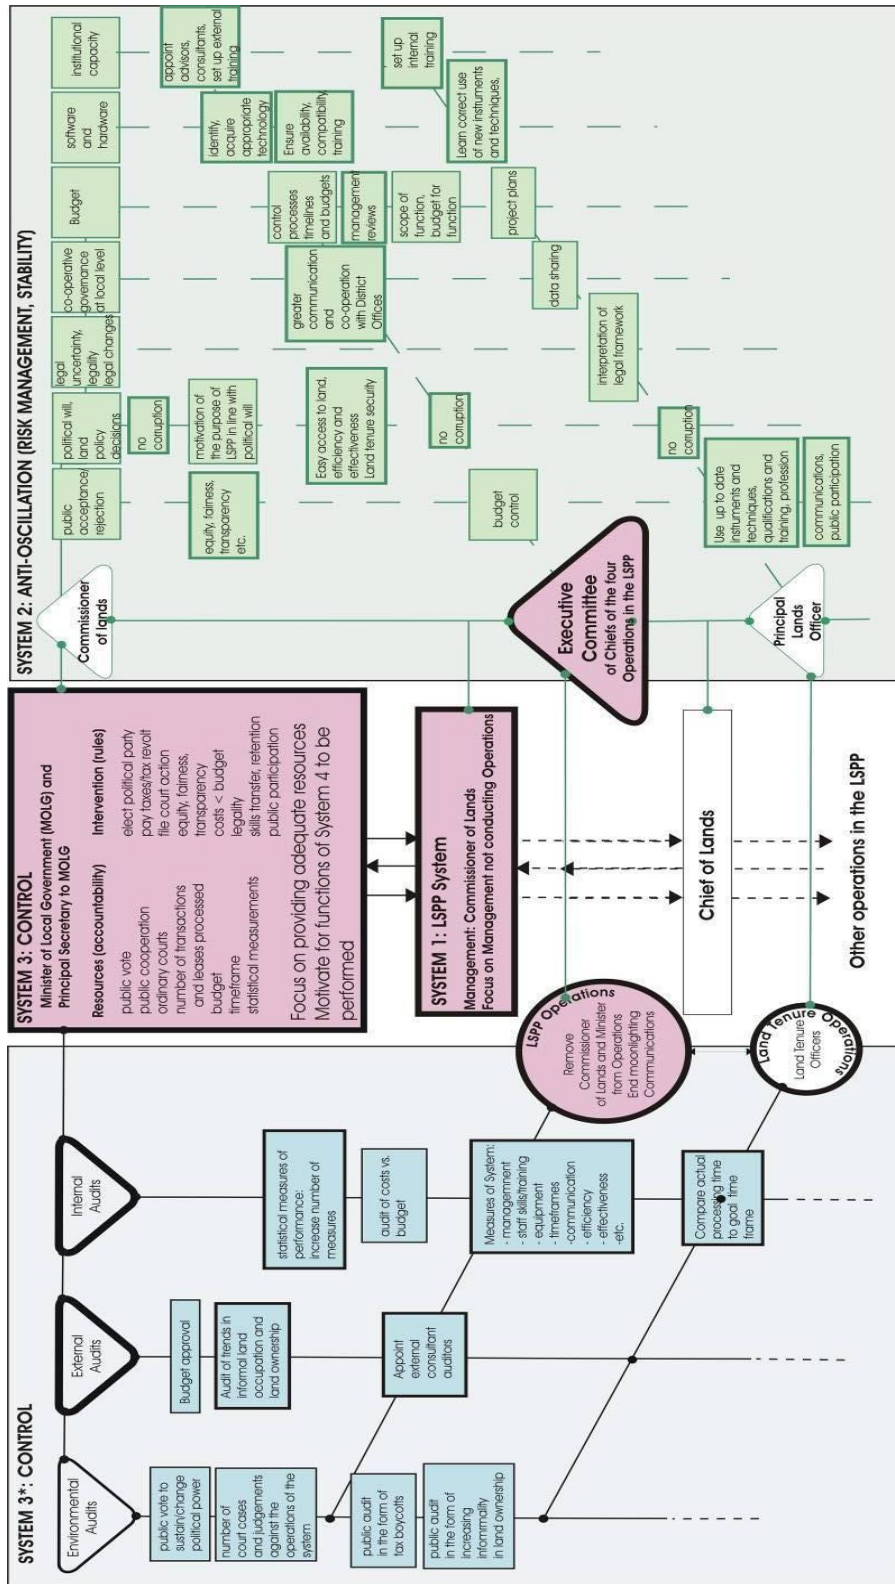 SYSTEM 3*: CONTROL
Environmental
Audits
public vote to
sustain/change
political power
number of
court cases
and judgements
against the
operations of the
system
public audit
in the form of
tax boycotts
public audit
in the form of
increasing
informmality
in land ownership
External
Audits
Budget approval
Audit of trends in
informal land
occupation and
land ownership
Appoint
external
consultant
auditors
Internal
Audits
statistical measures of
performance:
increase number of
measures
audit of costs vs.
budget
Measures of System:
- managemment
- staff skills/training
- equipment
- timeframes
-communication
- efficiency
- effectiveness
-etc.
Compare actual
processing time
to goal time
frame
SYSTEM 3: CONTROL
Minister of Local Government (MOLG) and
Principal Secretary to MOLG
Resources (accountability)
public vote
public cooperation
ordinary courts
number of transactions
and leases processed
budget
timeframe
statistical measurements
Intervention (rules)
elect political party
pay taxes/tax revolt
file court action
equity, fairness,
transparency
costs < budget
legality
skills transfer, retention
public participation
Focus on providing adequate resources
Motivate for functions of System 4 to be
performed
SYSTEM 1: LSPP System
Management: Commissioner of Lands
Focus on Management not conducting Operations
LSPP Operations
Remove
Commissioner
of Lands and Minister
from Operations
End moonlighting
Communications
Chief of Lands
Land Tenure Operations
Land Tenure
Officers
Other operations in the LSPP
SYSTEM 2: ANTI-OSCILLATION (RISK MANAGEMENT, STABILITY)
Commissioner
of lands
Executive
Committee
of Chiefs of the four
Operations in the LSPP
Principal
Lands
Officer
public
acceptance/
rejection
equity, fairness,
transparency
etc.
budget
control
Use up to date
instuments and
techniques,
qualifications and
training, profession
communications,
public participation
political will,
land
policy
decisions
no
corruption
motivation of
the purpose of
LSPP in line with
political will
Easy access to land,
efficiency and
effectiveness
Land tenure security
no
corruption
no
corruption
legal
uncertainty,
legality
legal changes
interpretation of
legal framework
co-operative
governance
at local level
greater
communication
and
co-operation
with District
Offices
data sharing
Budget
control
processes
timelines
and budgets
management
reviews
scope of
function,
budget for
function
project plans
software
and
hardware
identify,
acquire
appropriate
technology
Ensure
availability,
compatibility,
training
Learn correct use
of new instruments
and techniques,
institutional
capacity
appoint
advisors,
consultants,
set up external
training
set up
internal
training